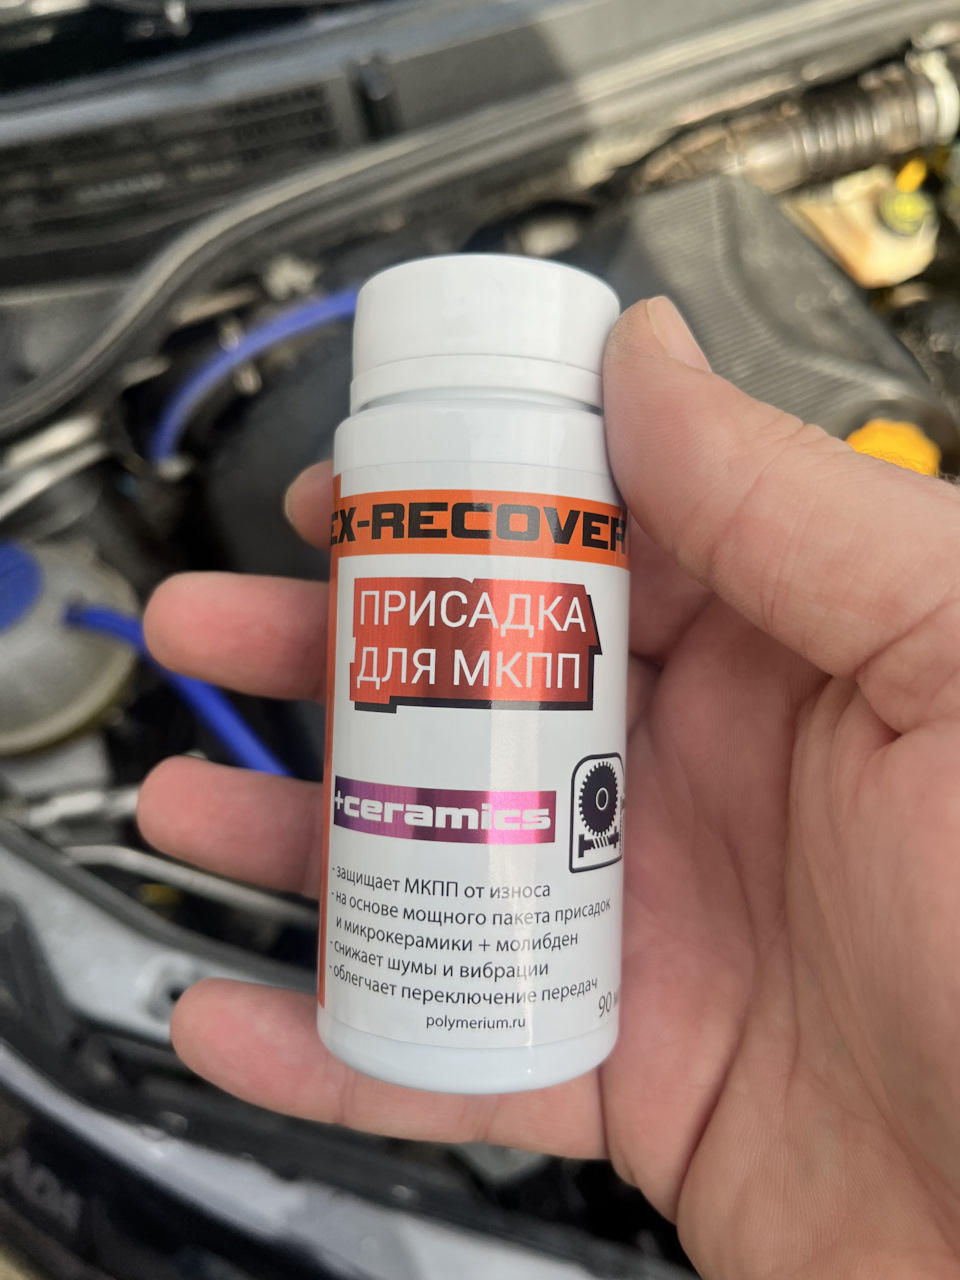 EX-RECOVER
ПРИСАДКА
ДЛЯ МКПП
+ceramics
- защищает МКПП от износа
- на основе мощного пакета присадок
и микрокерамики + молибден
- снижает шумы и вибрации
- облегчает переключение передач
90
polymerium.ru